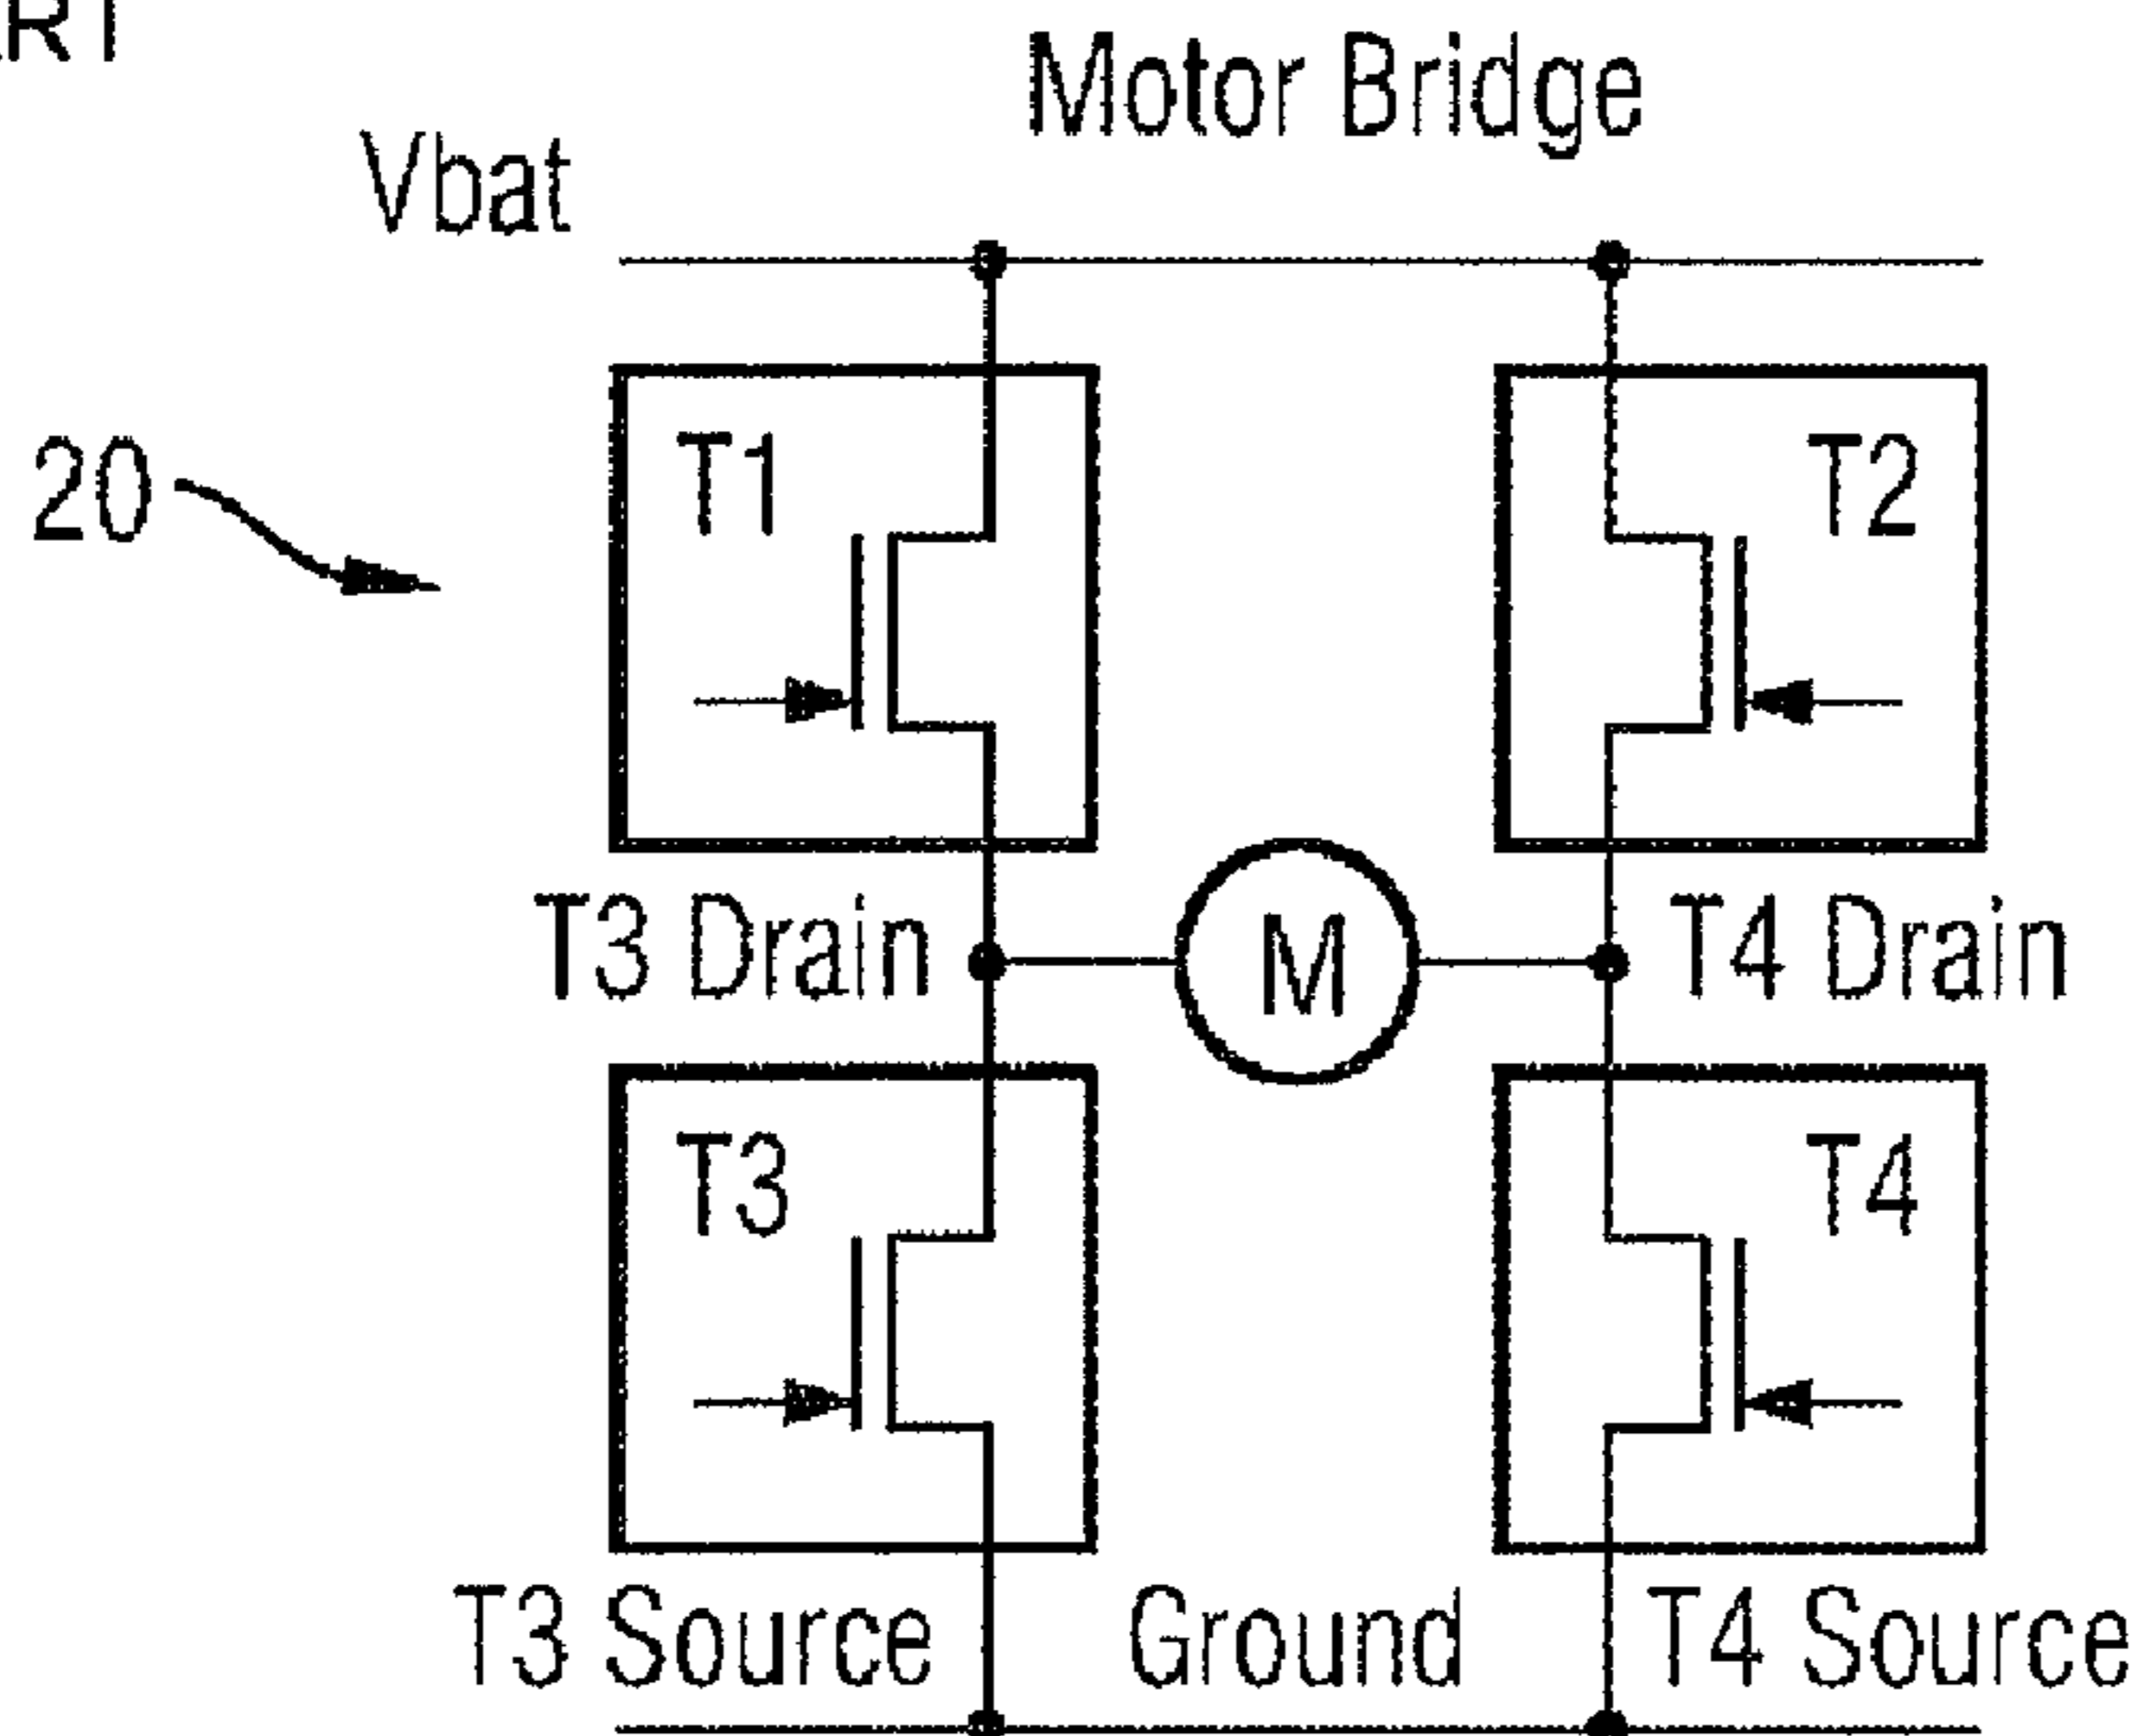 Motor Bridge
Vbat
20
T1
T2
T3 Drain
M
T4 Drain
T3
T4
T3 Source
Ground
T4 Source